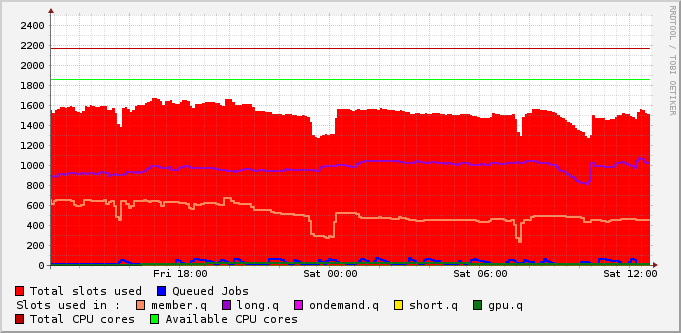 2400
2200
2000
1800
1600
1400
1200
1000
800
600
400
200
0
Fri 18:00 Sat 00:00 Sat 06:00 Sat 12:00
Total slots used Queued Jobs
Slots used in : member.q long.q ondemand.q short.q gpu.q
Total CPU cores Available CPU cores
RRDTOOL / TOBI OETIKER